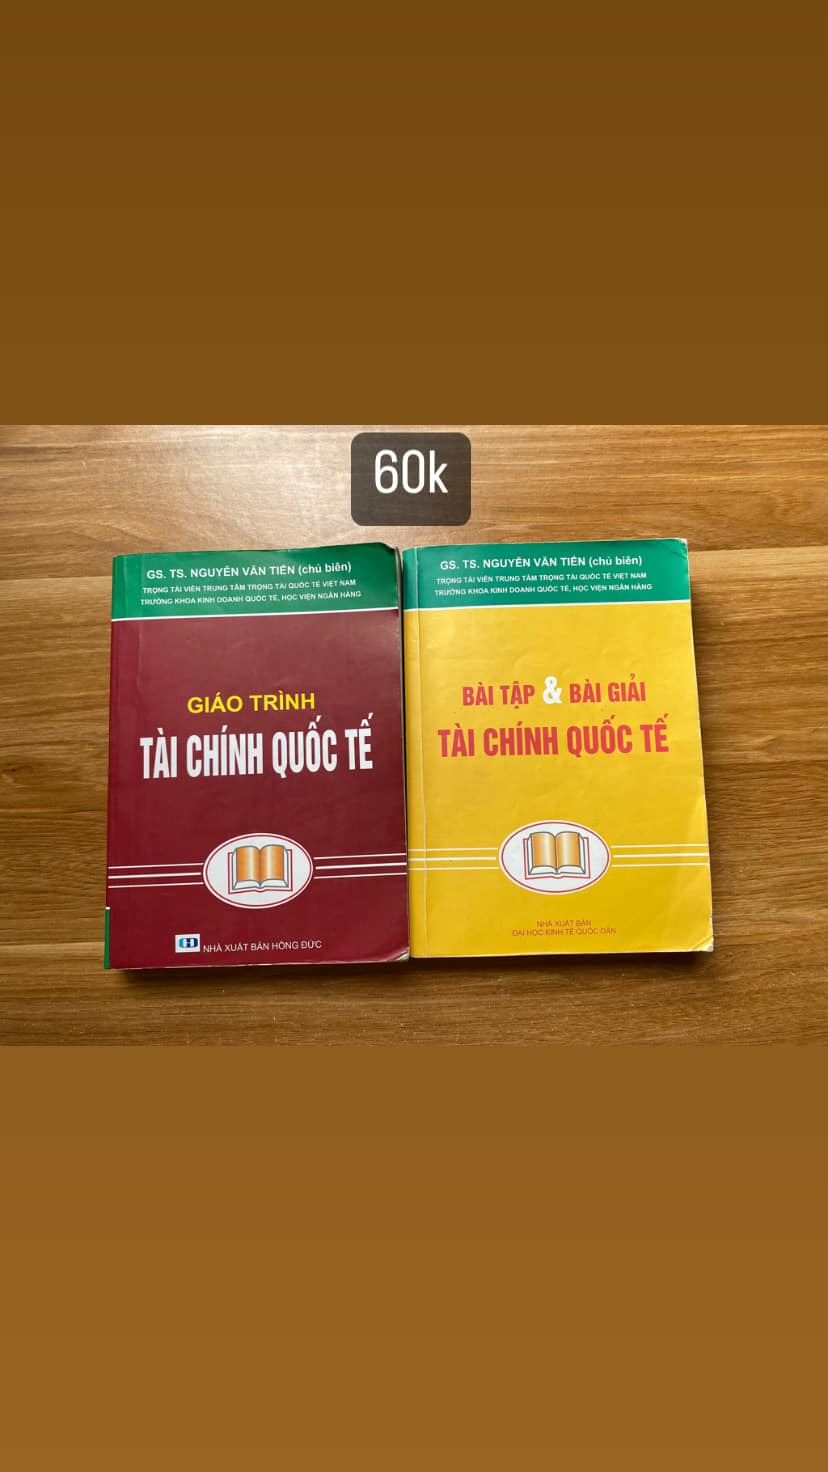 60k
GS. TS. NGUYỄN VĂN TIẾN (chủ biên)
TRỌNG TÀI VIÊN TRUNG TÂM TRỌNG TÀI QUỐC TẾ VIỆT NAM
TRƯỞNG KHOA KINH DOANH QUỐC TẾ, HỌC VIỆN NGÂN HÀNG
GIÁO TRÌNH
TÀI CHÍNH QUỐC TẾ
NHÀ XUẤT BẢN HỒNG ĐỨC
GS. TS. NGUYỄN VĂN TIẾN (chủ biên)
TRỌNG TÀI VIÊN TRUNG TÂM TRỌNG TÀI QUỐC TẾ VIỆT NAM
TRƯỞNG KHOA KINH DOANH QUỐC TẾ, HỌC VIỆN NGÂN HÀNG
BÀI TẬP & BÀI GIẢI
TÀI CHÍNH QUỐC TẾ
NHÀ XUẤT BẢN
ĐẠI HỌC KINH TẾ QUỐC DÂN